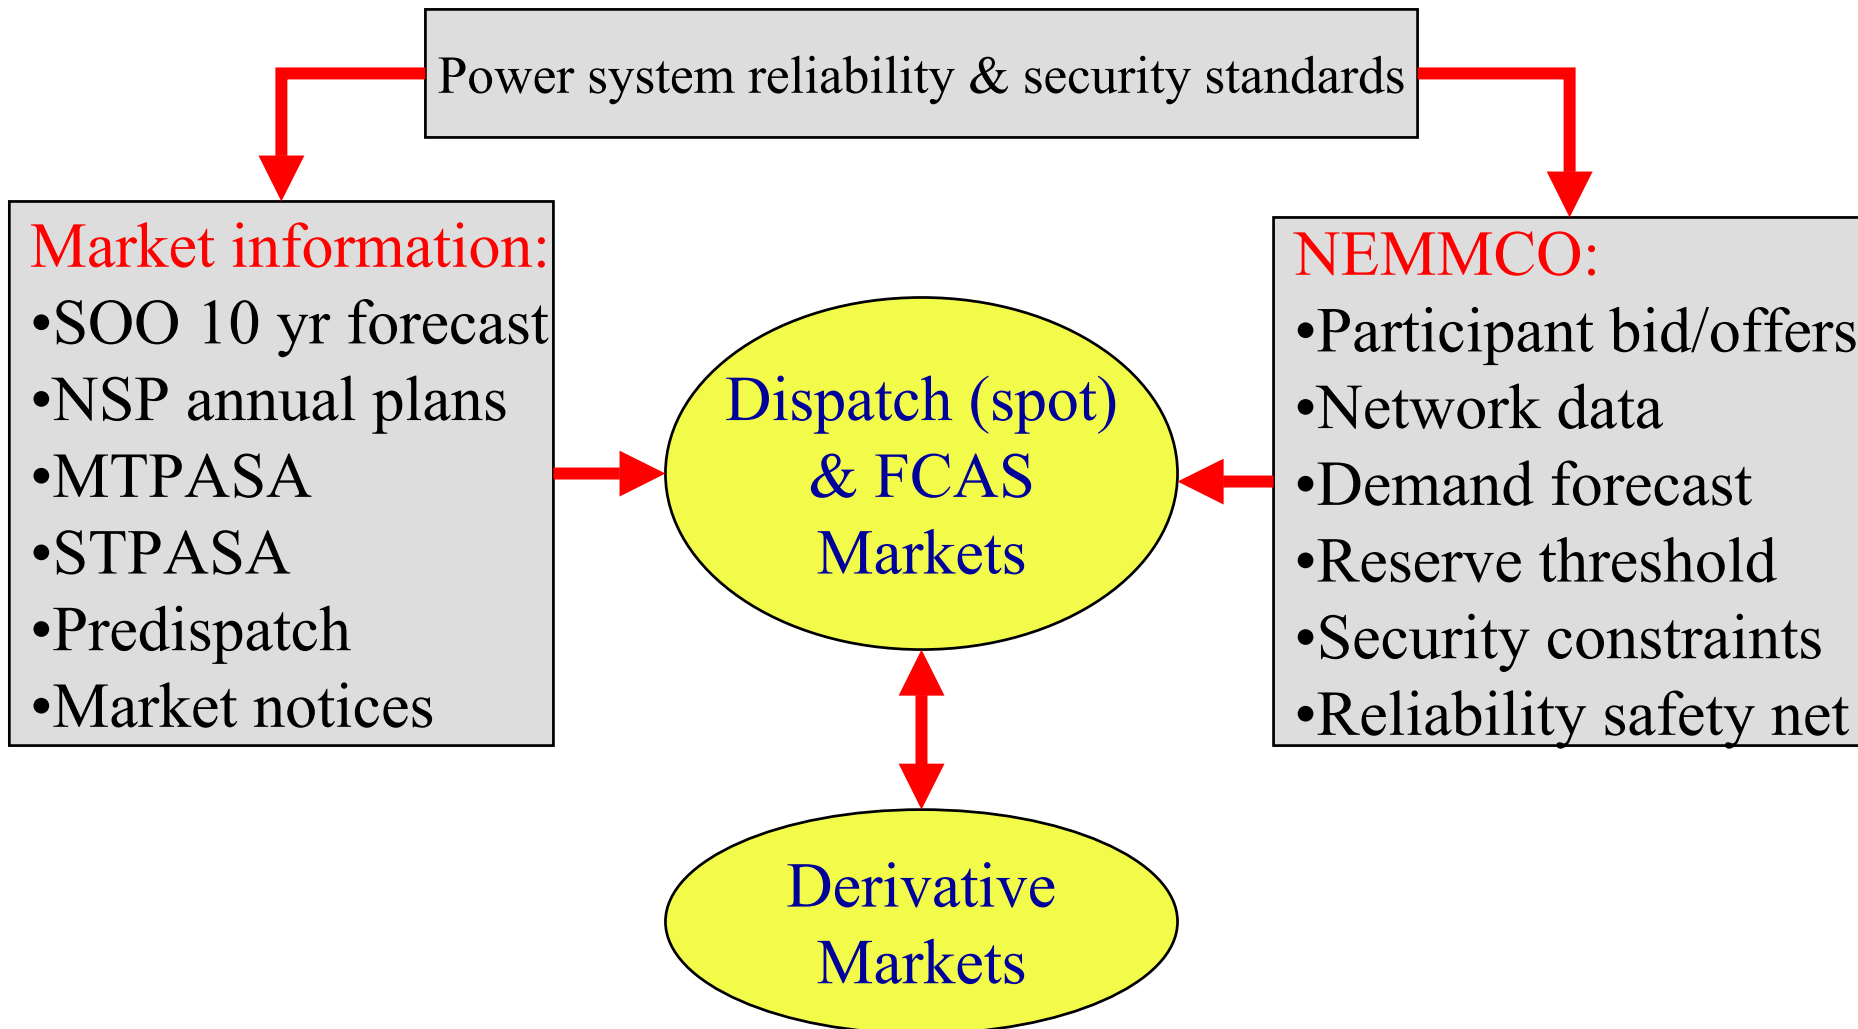 Power system reliability & security standards
Market information:
•SOO 10 yr forecast
•NSP annual plans
•MTPASA
•STPASA
•Predispatch
•Market notices
Dispatch (spot)
& FCAS
Markets
NEMMCO:
•Participant bid/offers
•Network data
•Demand forecast
•Reserve threshold
•Security constraints
•Reliability safety net
Derivative
Markets